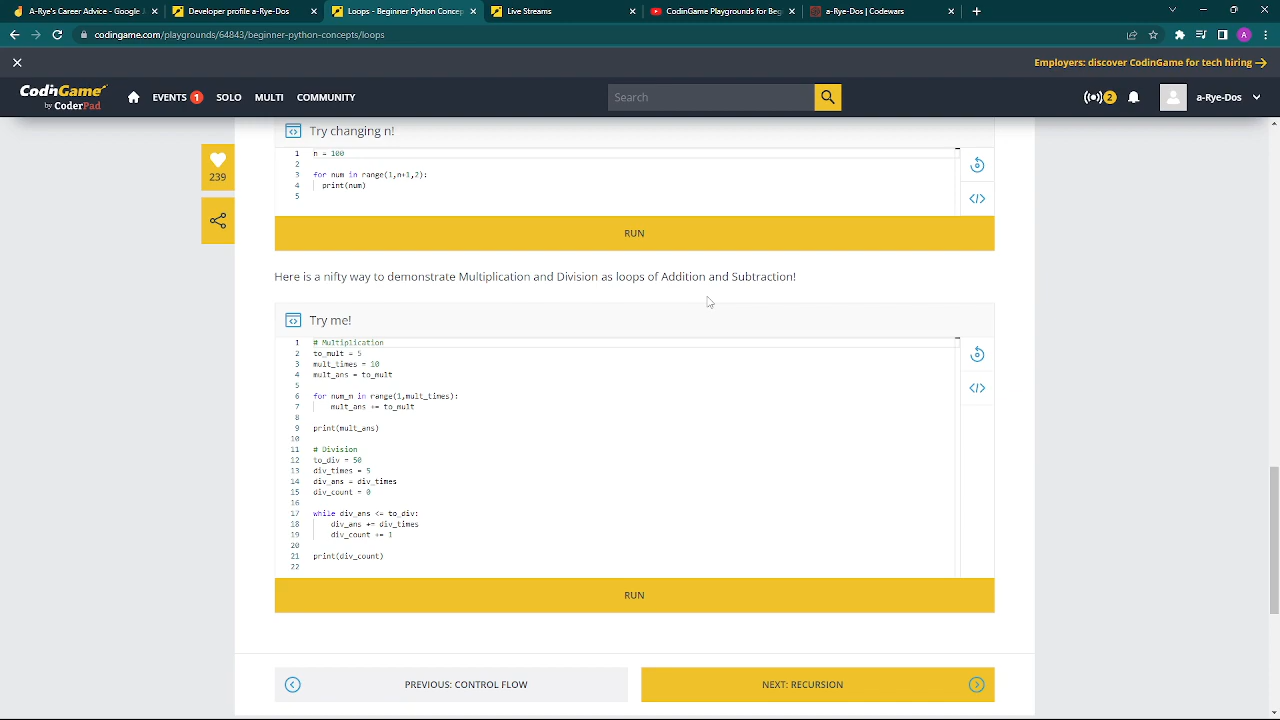 A-Rye's Career Advice - Google J
Developer profile a-Rye-Dos
Loops - Beginner Python Concep
Live Streams
CodinGame Playgrounds for Beg
a-Rye-Dos | Codewars
codingame.com/playgrounds/64843/beginner-python-concepts/loops
A
Employers: discover CodinGame for tech hiring
CodinGame
by CoderPad
EVENTS 1
SOLO
MULTI
COMMUNITY
Search
2
a-Rye-Dos
239
Try changing n!
1 n = 100
2
3 for num in range(1,n+1,2):
4 print(num)
5
RUN
Here is a nifty way to demonstrate Multiplication and Division as loops of Addition and Subtraction!
Try me!
1 # Multiplication
2 to_mult = 5
3 mult_times = 10
4 mult_ans = to_mult
5
6 for num_m in range(1,mult_times):
7 mult_ans += to_mult
8
9 print(mult_ans)
10
11 # Division
12 to_div = 50
13 div_times = 5
14 div_ans = div_times
15 div_count = 0
16
17 while div_ans <= to_div:
18 div_ans += div_times
19 div_count += 1
20
21 print(div_count)
22
RUN
PREVIOUS: CONTROL FLOW
NEXT: RECURSION